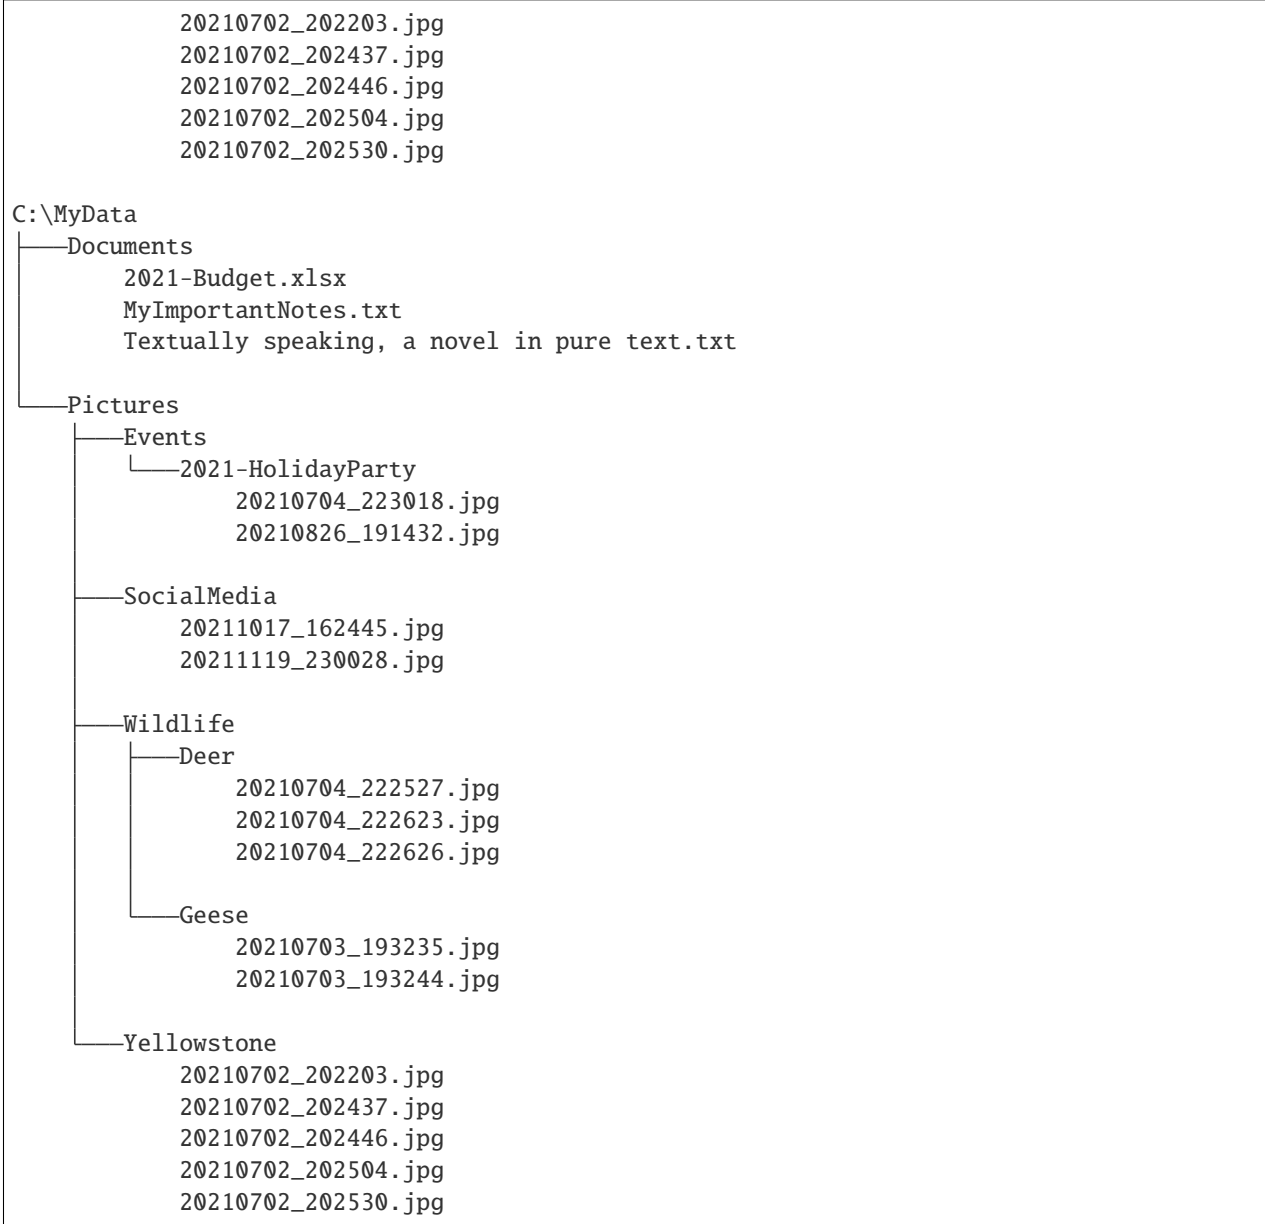 20210702_202203.jpg
20210702_202437.jpg
20210702_202446.jpg
20210702_202504.jpg
20210702_202530.jpg
C:\MyData
├───Documents
│       2021-Budget.xlsx
│       MyImportantNotes.txt
│       Textually speaking, a novel in pure text.txt
│
└───Pictures
    ├───Events
    │   └───2021-HolidayParty
    │           20210704_223018.jpg
    │           20210826_191432.jpg
    │
    ├───SocialMedia
    │       20211017_162445.jpg
    │       20211119_230028.jpg
    │
    ├───Wildlife
    │   ├───Deer
    │   │       20210704_222527.jpg
    │   │       20210704_222623.jpg
    │   │       20210704_222626.jpg
    │   │
    │   └───Geese
    │           20210703_193235.jpg
    │           20210703_193244.jpg
    │
    └───Yellowstone
            20210702_202203.jpg
            20210702_202437.jpg
            20210702_202446.jpg
            20210702_202504.jpg
            20210702_202530.jpg